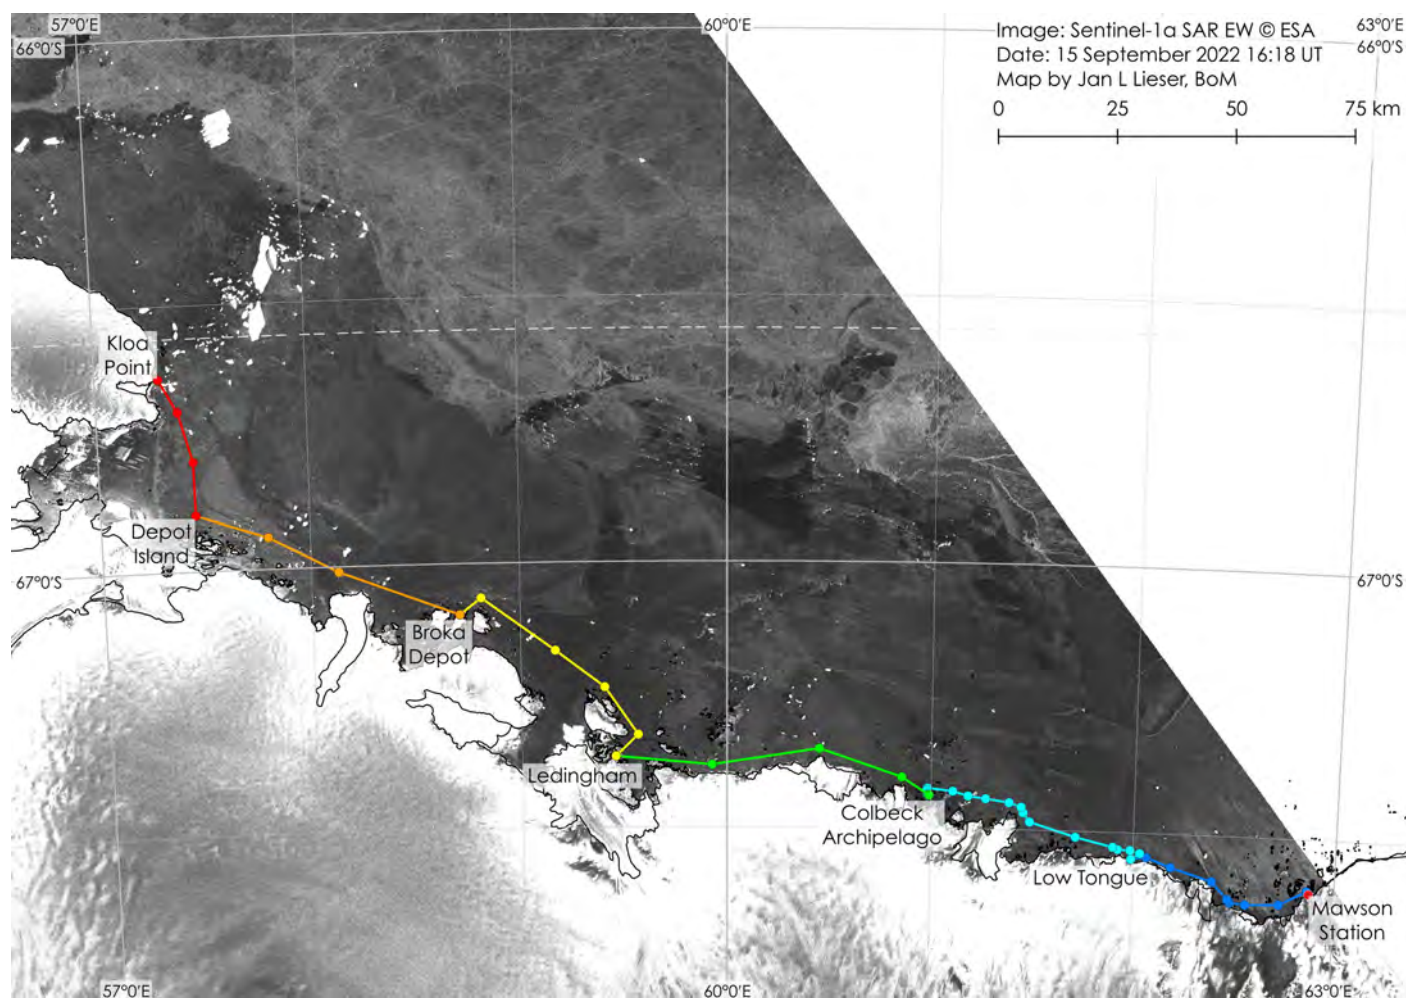 57°0'E
60°0'E
63°0'E
66°0'S
66°0'S
Image: Sentinel-1a SAR EW © ESA
Date: 15 September 2022 16:18 UT
Map by Jan L Lieser, BoM
0 25 50 75 km
Kloa
Point
Depot
Island
67°0'S
67°0'S
Broka
Depot
Ledingham
Colbeck
Archipelago
Low Tongue
Mawson
Station
57°0'E
60°0'E
63°0'E